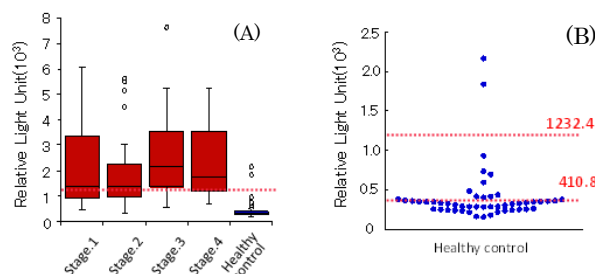 (A)
Relative Light Unit(10³)
8
7
6
5
4
3
2
1
0
Stage.1
Stage.2
Stage.3
Stage.4
Healthy control
(B)
Relative Light Unit(10³)
2.5
2.0
1.5
1.0
0.5
0
1232.4
410.8
Healthy control